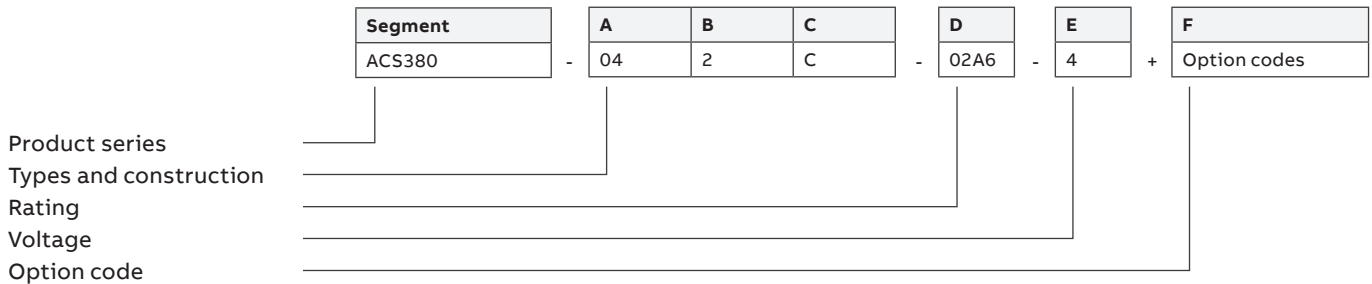 Segment A B C D E F
ACS380 - 04 2 C - 02A6 - 4 + Option codes
Product series
Types and construction
Rating
Voltage
Option code